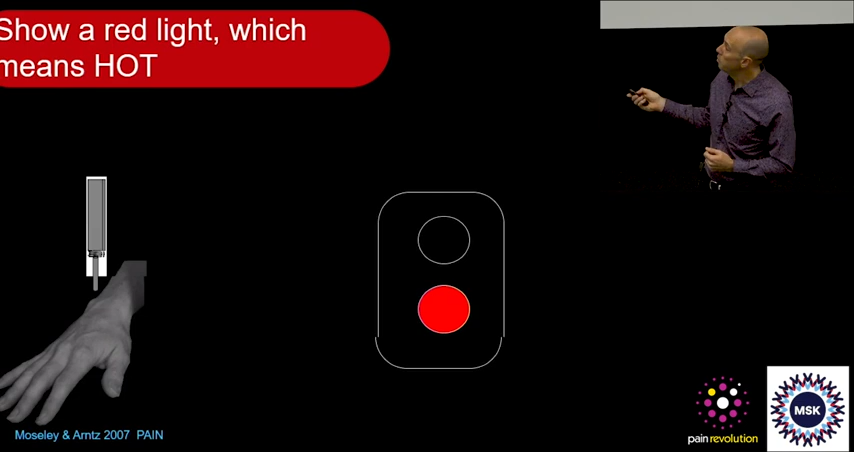 Show a red light, which
means HOT
Moseley & Arntz 2007 PAIN
pain revolution
MSK